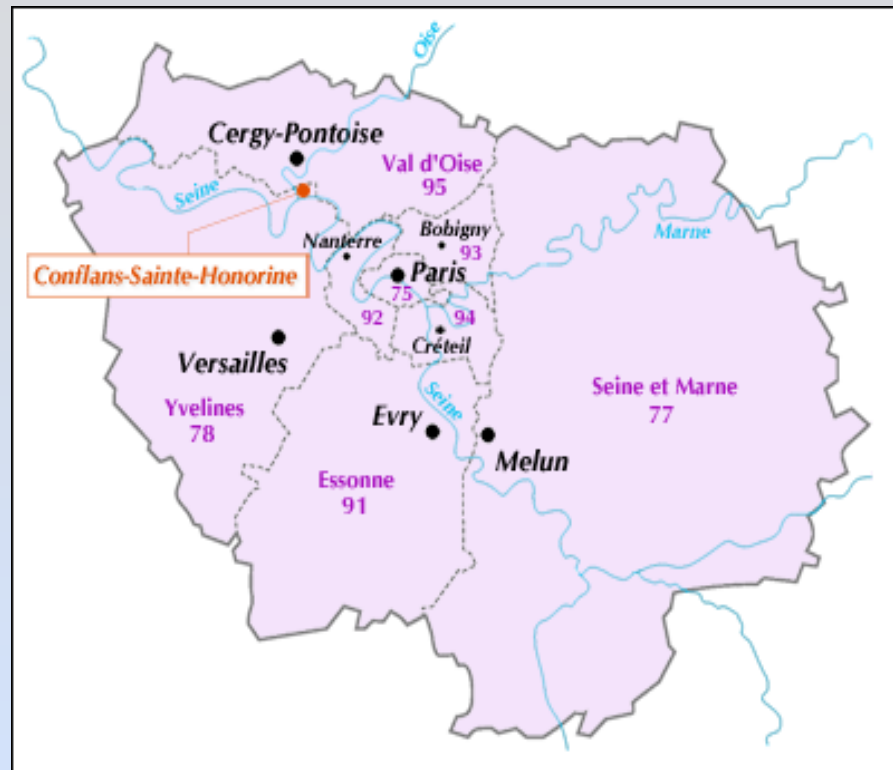 Oise
Cergy-Pontoise
Val d'Oise
95
Seine
Bobigny
Marne
Nanterre
93
Conflans-Sainte-Honorine
Paris
75
92
94
Créteil
Versailles
Seine
Seine et Marne
77
Yvelines
78
Evry
Melun
Essonne
91